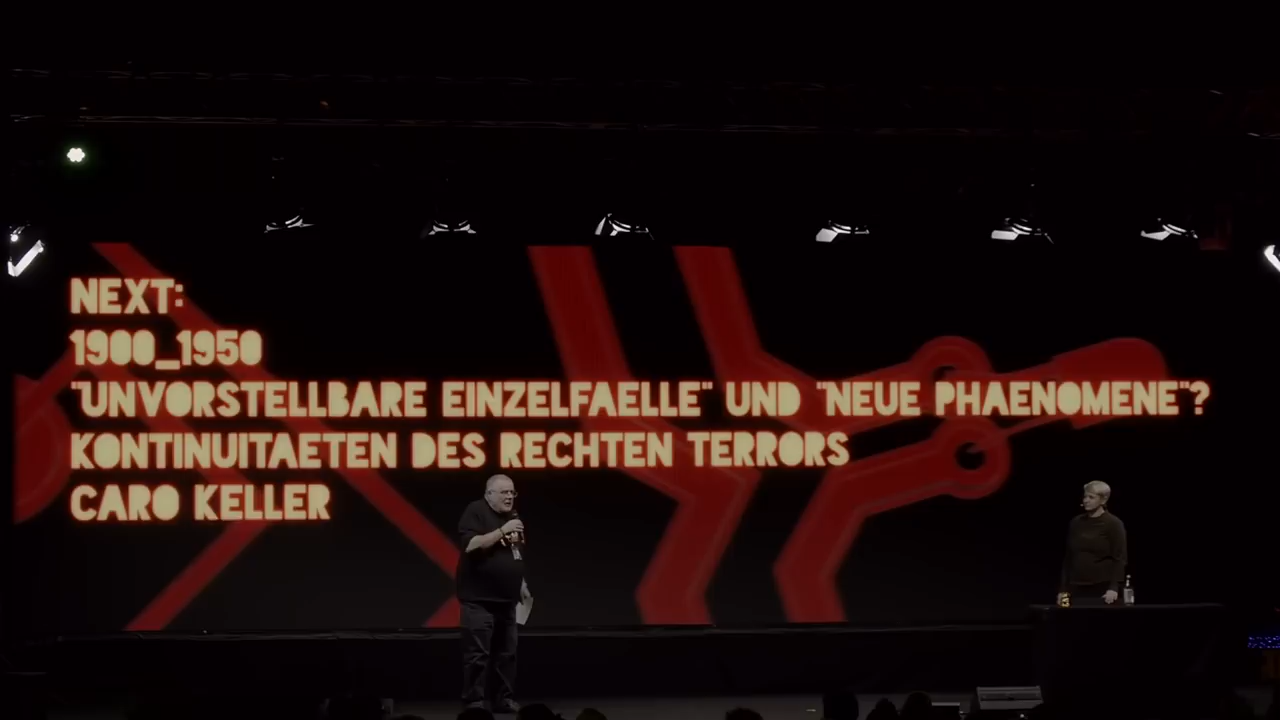 NEXT:
1900_1950
"UNVORSTELLBARE EINZELFAELLE" UND "NEUE PHAENOMENE"?
KONTINUITAETEN DES RECHTEN TERRORS
CARO KELLER